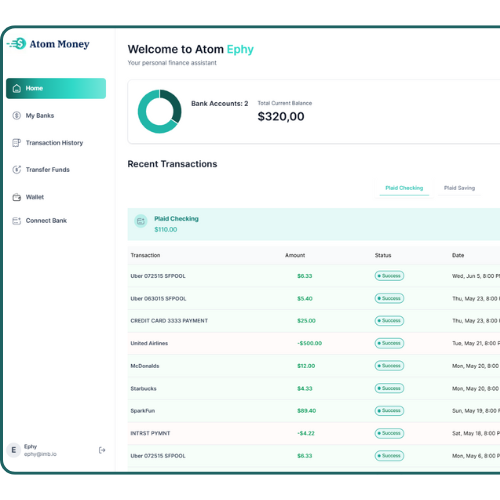 Atom Money
Home
My Banks
Transaction History
Transfer Funds
Wallet
Connect Bank
E
Ephy
ephy@imb.io
Welcome to Atom Ephy
Your personal finance assistant
Bank Accounts: 2
Total Current Balance
$320,00
Recent Transactions
Plaid Checking Plaid Saving
Plaid Checking
$110.00
Transaction Amount Status Date
Uber 072515 SFPOOL $6.33 Success Wed, Jun 5, 9:00 P
Uber 063015 SFPOOL $5.40 Success Thu, May 23, 8:00
CREDIT CARD 3333 PAYMENT $25.00 Success Thu, May 23, 8:00
United Airlines -$500.00 Success Tue, May 21, 8:00 P
McDonalds $12.00 Success Mon, May 20, 8:00
Starbucks $4.33 Success Mon, May 20, 8:00
SparkFun $89.40 Success Sun, May 19, 8:00 P
INTRST PYMNT -$4.22 Success Sat, May 18, 8:00 P
Uber 072515 SFPOOL $6.33 Success Mon, May 6, 8:00 P